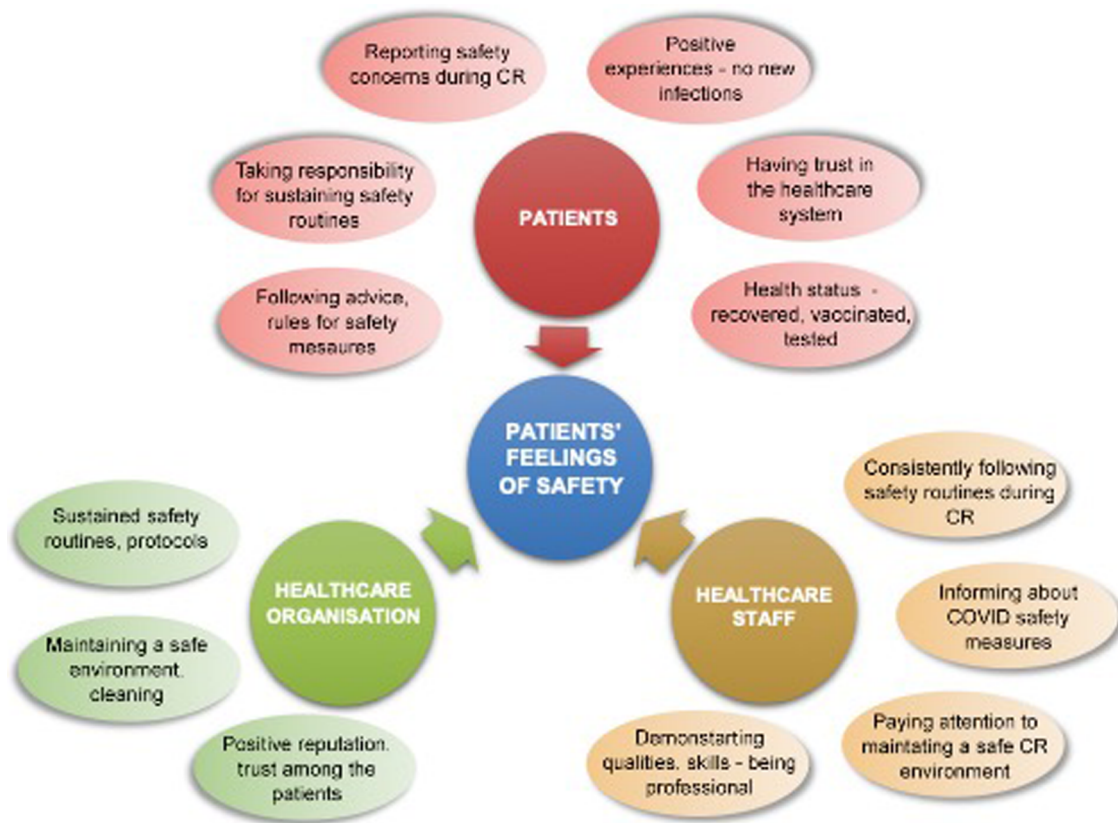 Reporting safety
concerns during CR
Positive
experiences - no new
infections
Taking responsibility
for sustaining safety
routines
PATIENTS
Having trust in
the healthcare
system
Following advice,
rules for safety
mesaures
Health status -
recovered, vaccinated,
tested
PATIENTS'
FEELINGS
OF SAFETY
Sustained safety
routines, protocols
HEALTHCARE
ORGANISATION
Maintaining a safe
environment,
cleaning
Positive reputation,
trust among the
patients
HEALTHCARE
STAFF
Consistently following
safety routines during
CR
Informing about
COVID safety
measures
Paying attention to
maintating a safe CR
environment
Demonstarting
qualities, skills - being
professional